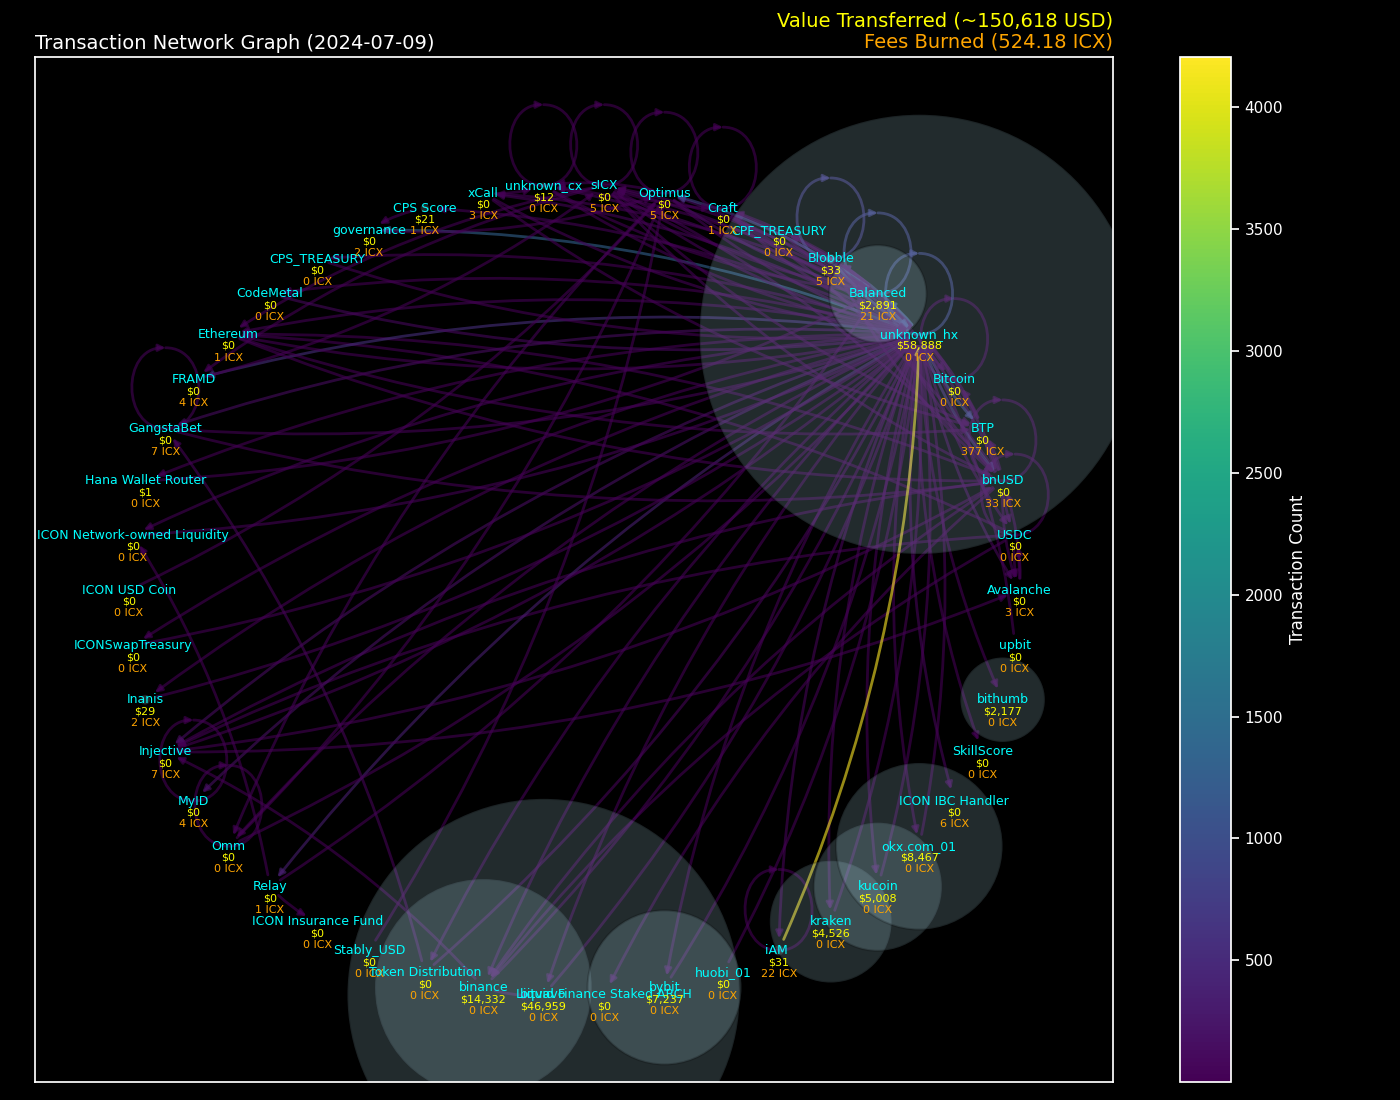 Value Transferred (~150,618 USD)
Transaction Network Graph (2024-07-09)
Fees Burned (524.18 ICX)
unknown_cx
$12
0 ICX
sICX
$0
5 ICX
xCall
$0
3 ICX
Optimus
$0
5 ICX
CPS Score
$21
1 ICX
Craft
$0
1 ICX
governance
$0
2 ICX
CPF_TREASURY
$0
0 ICX
CPS_TREASURY
$0
0 ICX
Blobble
$33
5 ICX
CodeMetal
$0
0 ICX
Balanced
$2,891
21 ICX
Ethereum
$0
1 ICX
unknown_hx
$58,888
0 ICX
FRAMD
$0
4 ICX
Bitcoin
$0
0 ICX
GangstaBet
$0
7 ICX
BTP
$0
377 ICX
Hana Wallet Router
$1
0 ICX
bnUSD
$0
33 ICX
ICON Network-owned Liquidity
$0
0 ICX
USDC
$0
0 ICX
ICON USD Coin
$0
0 ICX
Avalanche
$0
3 ICX
ICONSwapTreasury
$0
0 ICX
upbit
$0
0 ICX
Inanis
$29
2 ICX
bithumb
$2,177
0 ICX
Injective
$0
7 ICX
SkillScore
$0
0 ICX
MyID
$0
4 ICX
ICON IBC Handler
$0
6 ICX
Omm
$0
0 ICX
okx.com_01
$8,467
0 ICX
Relay
$0
1 ICX
kucoin
$5,008
0 ICX
ICON Insurance Fund
$0
0 ICX
kraken
$4,526
0 ICX
Stably_USD
$0
0 ICX
iAM
$31
22 ICX
Token Distribution
$0
0 ICX
huobi_01
$0
0 ICX
binance
$14,332
0 ICX
$46,959
0 ICX
Finance Staked
$0
0 ICX
bybit
$7,237
0 ICX
4000
3500
3000
2500
2000
1500
1000
500
Transaction Count